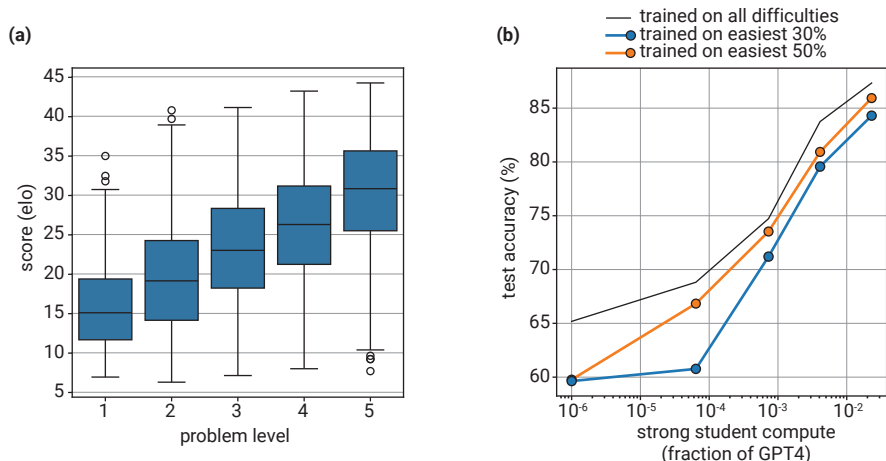 (a)
45
40
35
30
25
20
15
10
5
score (elo)
1 2 3 4 5
problem level
(b)
trained on all difficulties
trained on easiest 30%
trained on easiest 50%
85
80
75
70
65
60
test accuracy (%)
10⁻⁶ 10⁻⁵ 10⁻⁴ 10⁻³ 10⁻²
strong student compute
(fraction of GPT4)